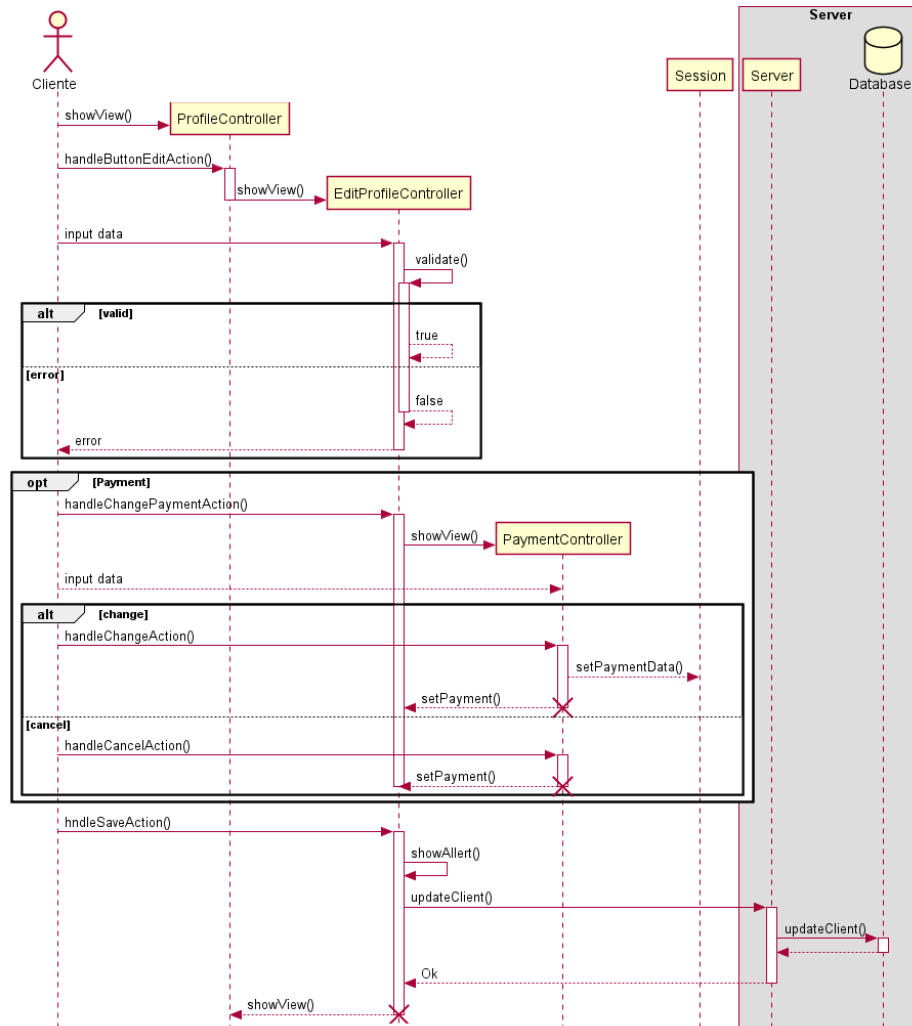 Server
Cliente
Session
Server
Database
showView()
ProfileController
handleButtonEditAction()
showView()
EditProfileController
input data
validate()
alt [valid]
true
[error]
false
error
opt [Payment]
handleChangePaymentAction()
showView()
PaymentController
input data
alt [change]
handleChangeAction()
setPaymentData()
setPayment()
[cancel]
handleCancelAction()
setPayment()
hndleSaveAction()
showAllert()
updateClient()
updateClient()
Ok
showView()